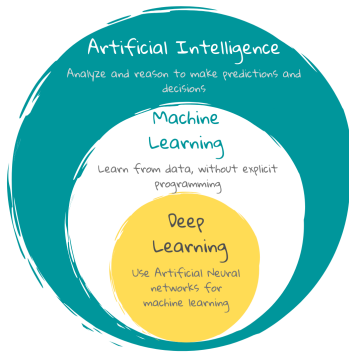 Artificial Intelligence
Analyze and reason to make predictions and
decisions
Machine
Learning
Learn from data, without explicit
programming
Deep
Learning
Use Artificial Neural
networks for
machine learning